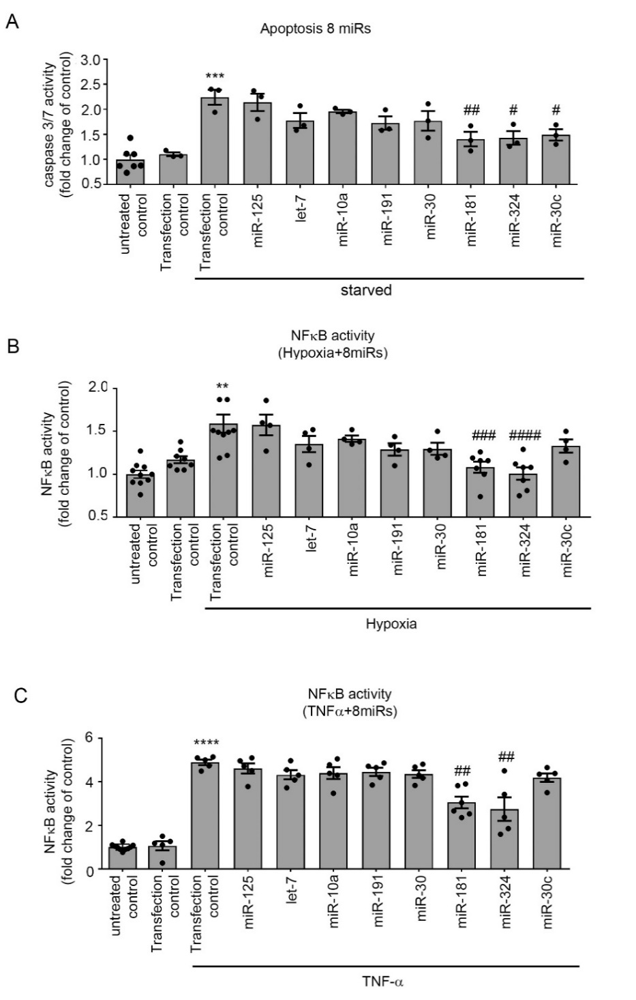 A
Apoptosis 8 miRs
caspase 3/7 activity
(fold change of control)
3.0
2.5
2.0
1.5
1.0
0.5
***
##
#
#
untreated
control
Transfection
control
Transfection
control
miR-125
let-7
miR-10a
miR-191
miR-30
miR-181
miR-324
miR-30c
starved
B
NFκB activity
(Hypoxia+8miRs)
NFκB activity
(fold change of control)
2.0
1.5
1.0
0.5
**
###
####
untreated
control
Transfection
control
Transfection
control
miR-125
let-7
miR-10a
miR-191
miR-30
miR-181
miR-324
miR-30c
Hypoxia
C
NFκB activity
(TNFα+8miRs)
NFκB activity
(fold change of control)
6
4
2
0
****
##
##
untreated
control
Transfection
control
Transfection
control
miR-125
let-7
miR-10a
miR-191
miR-30
miR-181
miR-324
miR-30c
TNF-α